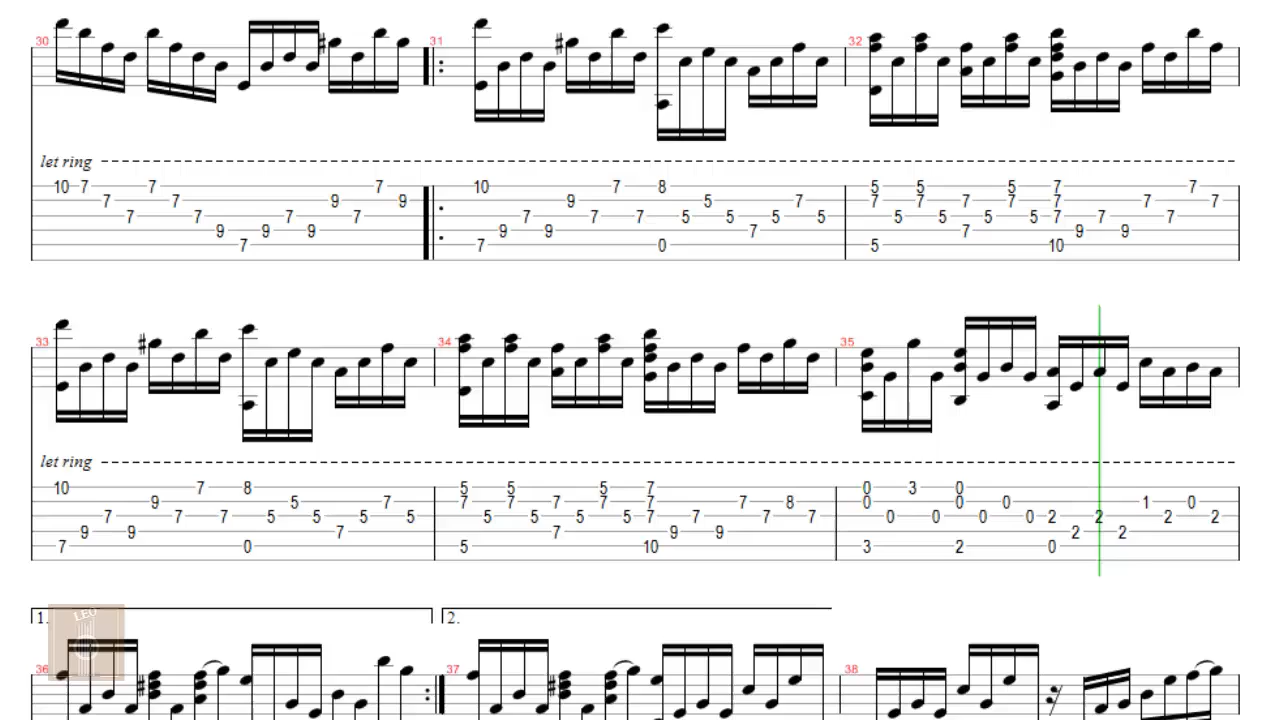 30 31 32
let ring
10 7 7 10 7 8 5 5 5 7 7
7 7 9 9 9 5 7 7 7 7 7 7 7 7
7 7 7 7 7 7 7 5 5 5 5 5 5 5 5 7 7 7
9 9 9 9 9 7 7 9 9
7 7 0 5 10
33 34 35
let ring
10 7 8 5 5 5 7 0 3 0
9 5 7 7 7 7 7 7 7 8 0 0 0 1 0
7 7 7 5 5 5 5 5 5 5 7 7 7 7 0 0 0 0 2 2 2 2
9 9 7 7 9 9 2 2
7 0 5 10 3 2 0
1. 2.
LEO
36 37 38